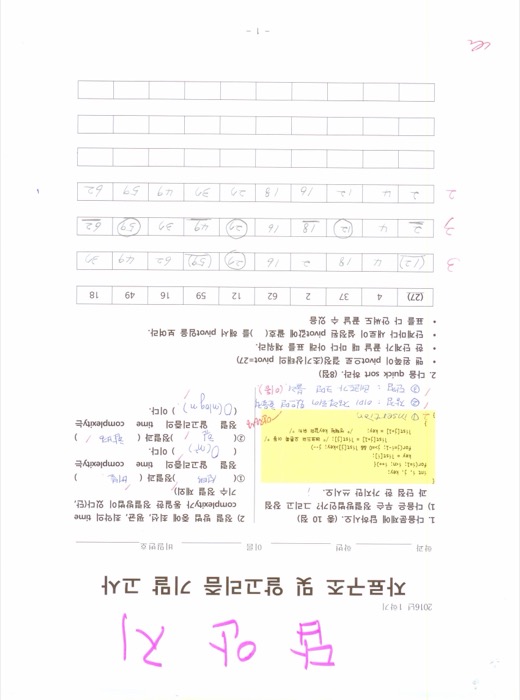 답 안 지
2016년 1학기
자료구조 및 알고리즘 기말 고사
학과 학번 이름 비밀번호
1. 다음문제에 답하시오. (총 10 점)
1) 다음은 무슨 정렬방법인가? 그리고 장점
과 단점 한 가지만 쓰시오.
{
int i, j, key;
for(i=1; i<n; i++){
key = list[i];
for(j=i-1; j>=0 && list[j]>key; j--)
list[j+1] = list[j]; /* 레코드의 오른쪽 이동 */
list[j+1] = key;
}
① insertion
② 장점 : 이미 정렬되어 있으면 효율적
③ 단점 : 레코드가 크면 불리 (이동)
2) 정렬 방법 중에 최선, 평균, 최악의 time
complexity가 동일한 정렬방법이 있다(단,
기수 정렬 제외)
①( 선택 )정렬과 ( 버블 )
정렬 알고리즘의 time complexity는
( O(n²) ) 이다.
②( 힙 )정렬과 ( 합병 )
정렬 알고리즘의 time complexity는
( O(nlogn) ) 이다.
2. 다음 quick sort 하라. (8점)
• 맨 왼쪽이 pivot으로 결정(초기상태의 pivot=27)
• 한 단계가 끝날 때 마다 아래 표를 채워라.
• 단계마다 새로이 설정된 pivot값에 괄호( )를 해서 pivot임을 보여라.
• 표를 다 안써도 끝날 수 있음
(27) 4 37 2 62 12 59 16 49 18
3 (12) 4 18 2 16 27 (59) 62 49 37
3 2 4 12 18 16 27 49 37 59 62
2 2 4 12 16 18 27 37 49 59 62
- 1 -